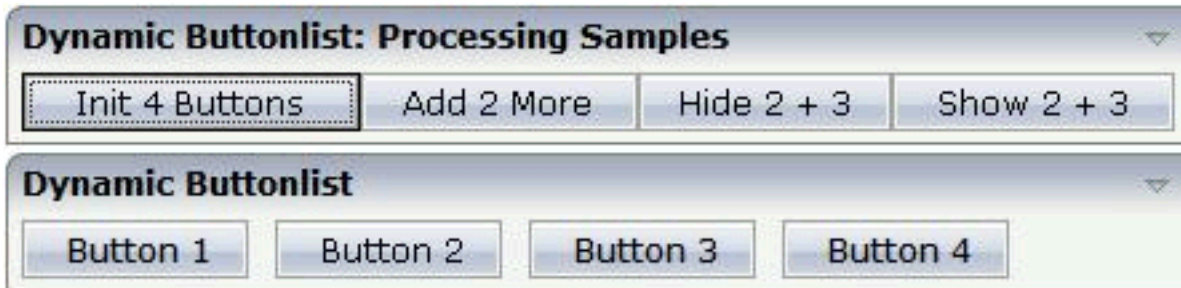 Dynamic Buttonlist: Processing Samples
Init 4 Buttons Add 2 More Hide 2 + 3 Show 2 + 3
Dynamic Buttonlist
Button 1 Button 2 Button 3 Button 4